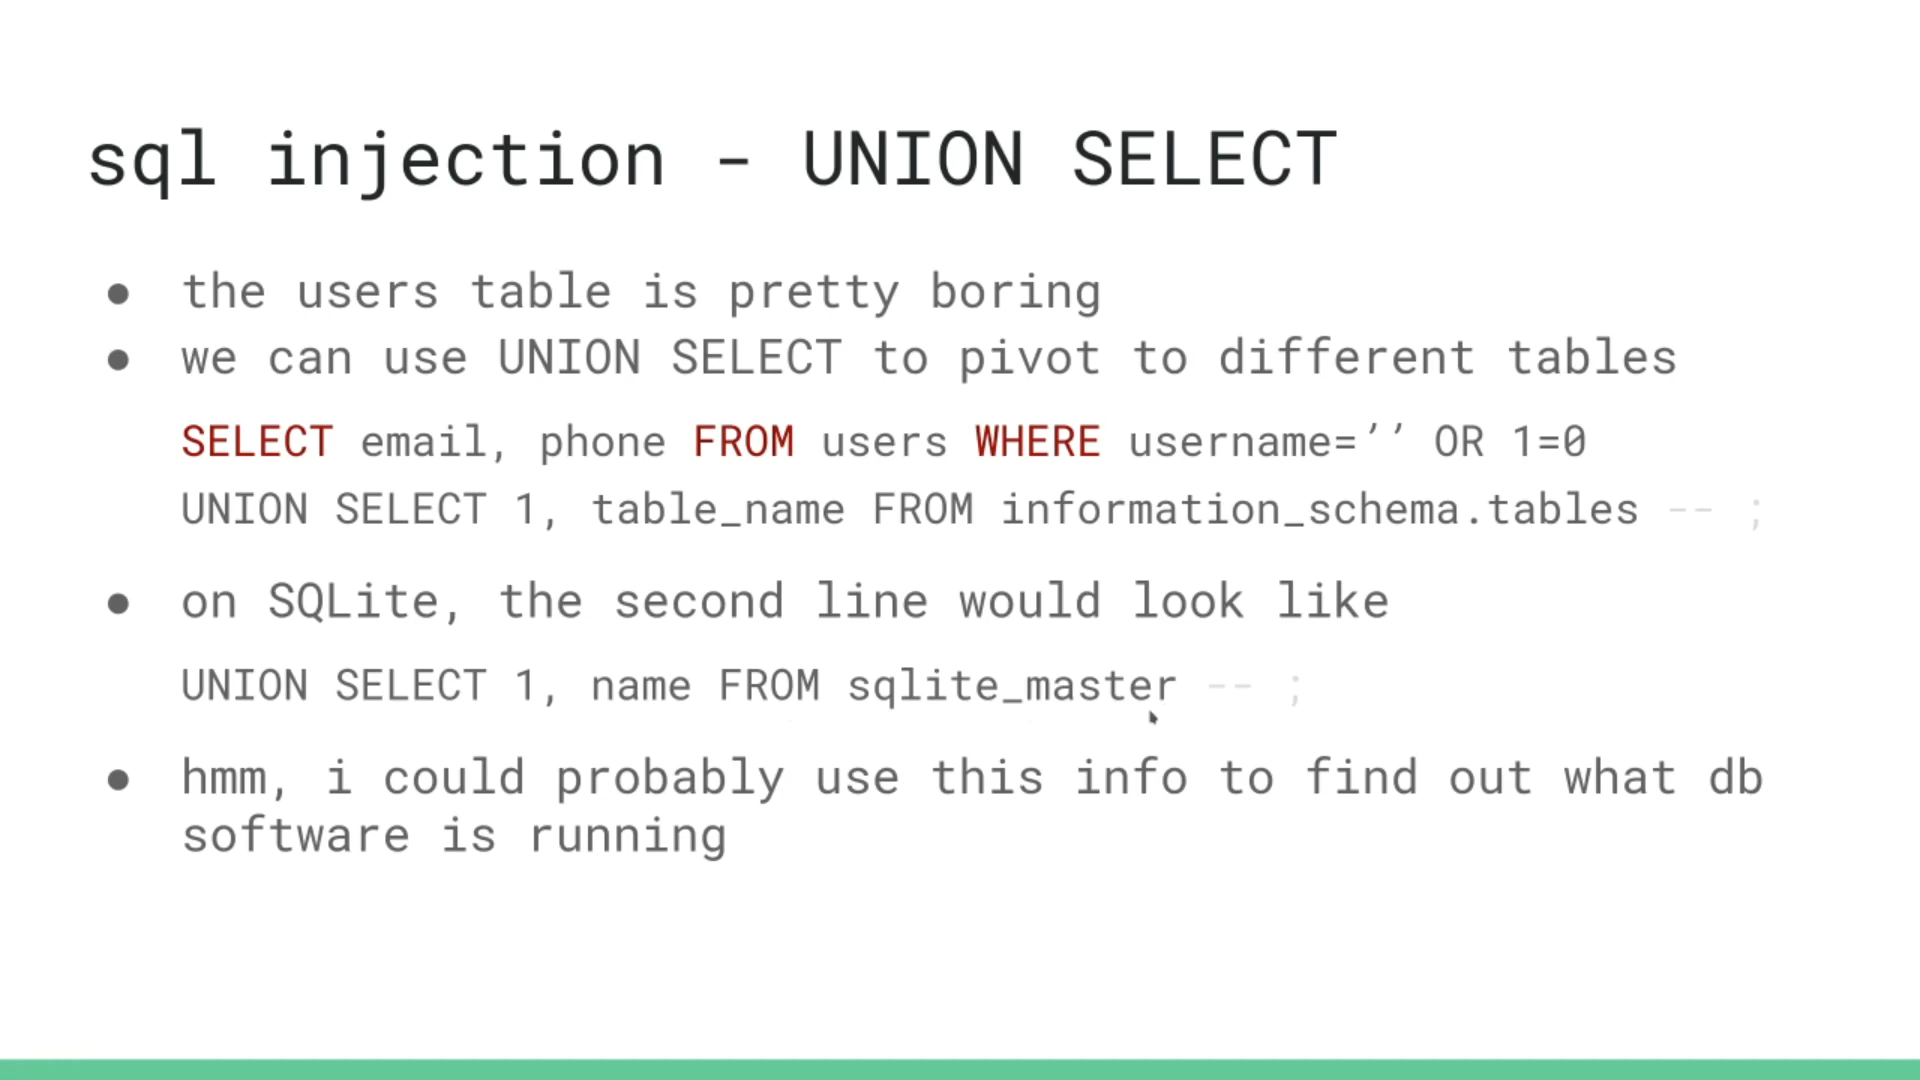 sql injection - UNION SELECT
● the users table is pretty boring
● we can use UNION SELECT to pivot to different tables
SELECT email, phone FROM users WHERE username=’’ OR 1=0
UNION SELECT 1, table_name FROM information_schema.tables -- ;
● on SQLite, the second line would look like
UNION SELECT 1, name FROM sqlite_master -- ;
● hmm, i could probably use this info to find out what db
software is running